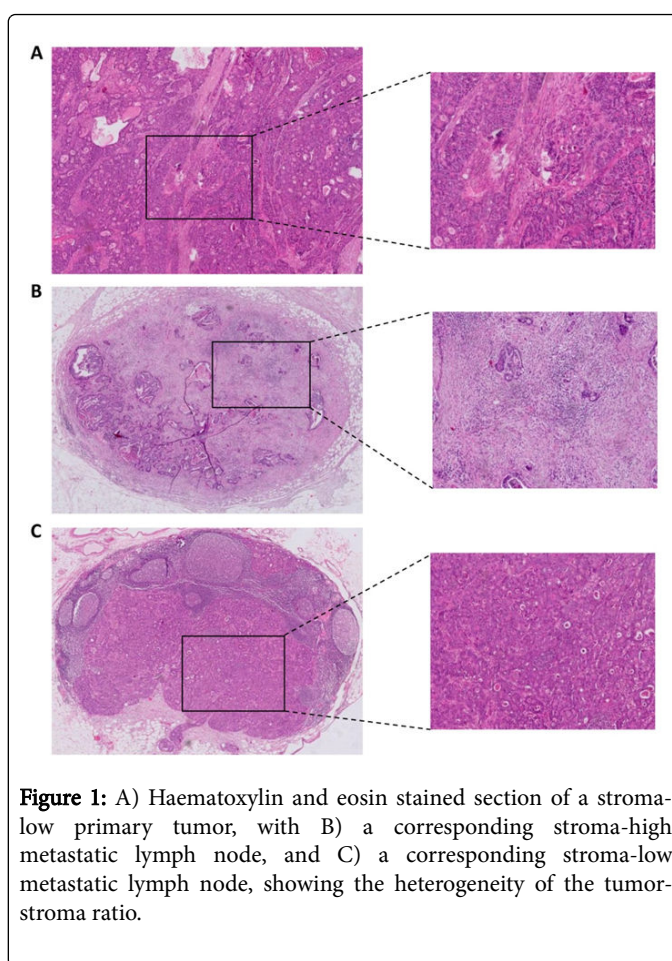 A
B
C
Figure 1: A) Haematoxylin and eosin stained section of a stroma-
low primary tumor, with B) a corresponding stroma-high
metastatic lymph node, and C) a corresponding stroma-low
metastatic lymph node, showing the heterogeneity of the tumor-
stroma ratio.